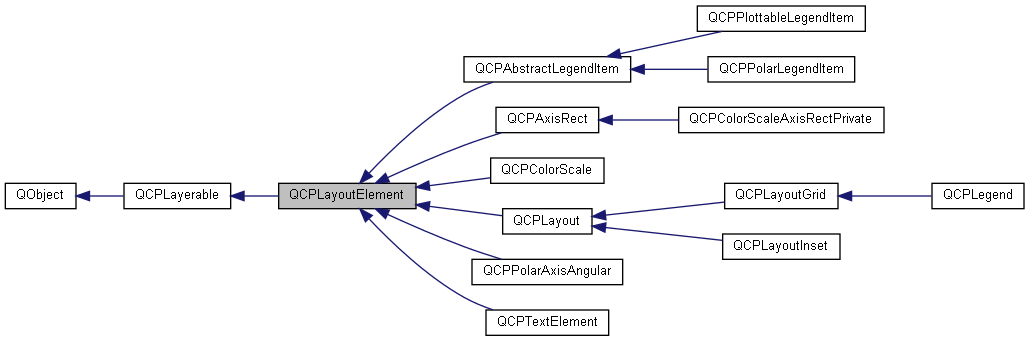 QCPPlottableLegendItem
QCPAbstractLegendItem
QCPPolarLegendItem
QCPAxisRect
QCPColorScaleAxisRectPrivate
QCPColorScale
QObject
QCPLayerable
QCPLayoutElement
QCPLayoutGrid
QCPLegend
QCPLayout
QCPLayoutInset
QCPPolarAxisAngular
QCPTextElement